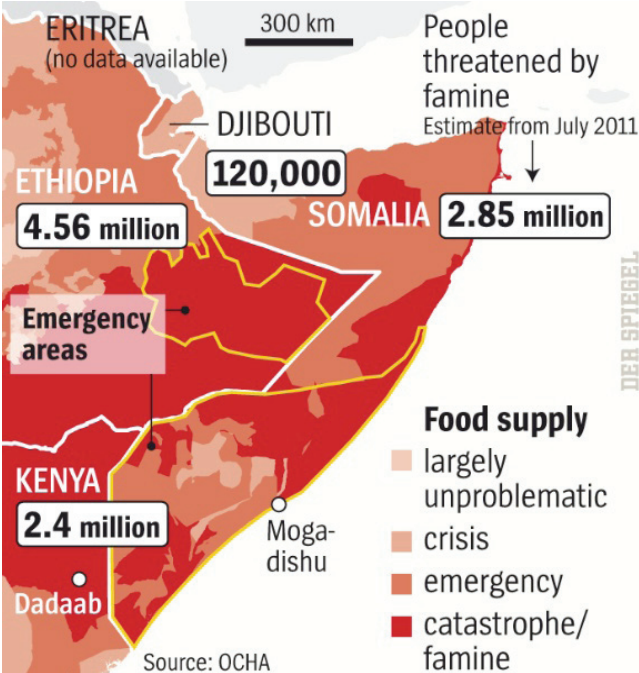 ERITREA
(no data available)
300 km
People
threatened by
famine
Estimate from July 2011
DJIBOUTI
120,000
ETHIOPIA
4.56 million
SOMALIA
2.85 million
Emergency
areas
DER SPIEGEL
KENYA
2.4 million
Moga-
dishu
Dadaab
Food supply
largely
unproblematic
crisis
emergency
catastrophe/
famine
Source: OCHA